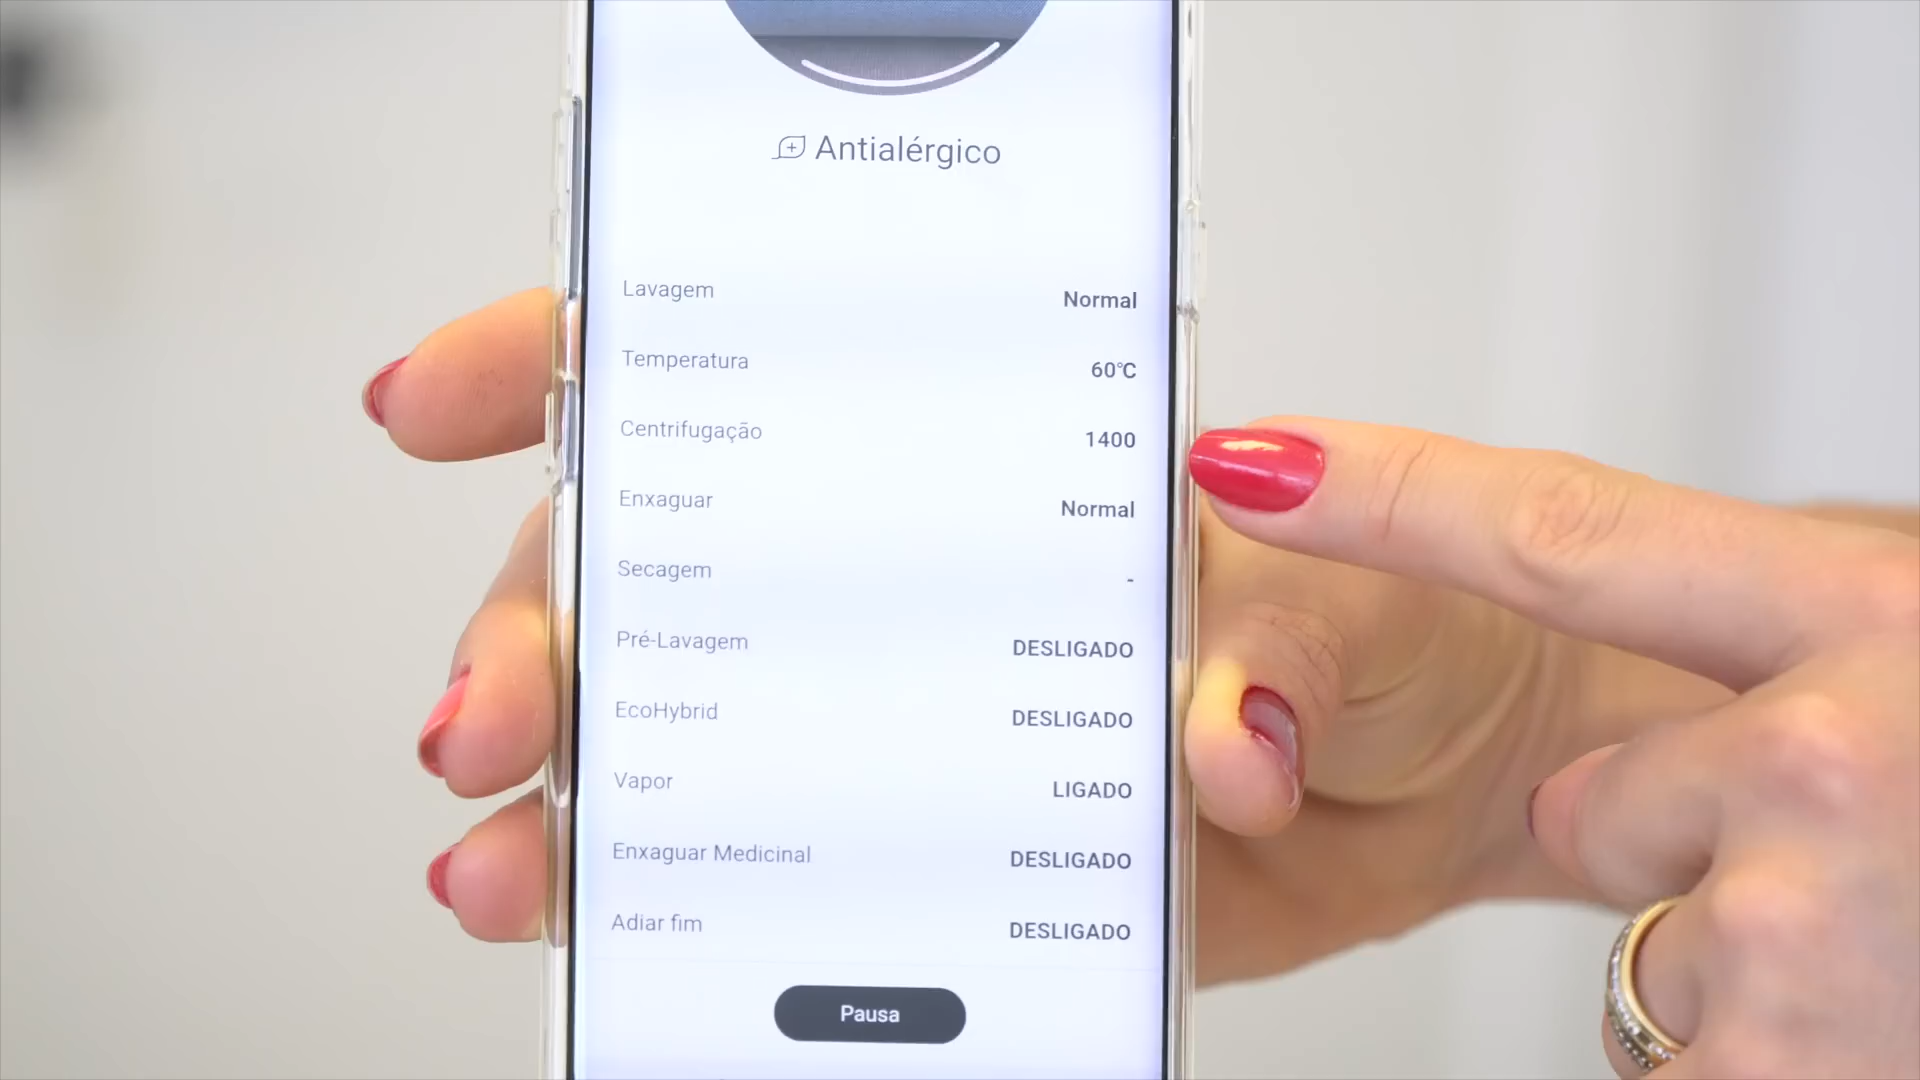 Antialérgico
Lavagem Normal
Temperatura 60°C
Centrifugação 1400
Enxaguar Normal
Secagem -
Pré-Lavagem DESLIGADO
EcoHybrid DESLIGADO
Vapor LIGADO
Enxaguar Medicinal DESLIGADO
Adiar fim DESLIGADO
Pausa